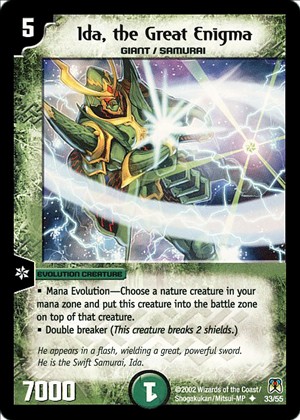 5
Ida, the Great Enigma
GIANT / SAMURAI
EVOLUTION CREATURE
▪ Mana Evolution—Choose a nature creature in your
mana zone and put this creature into the battle zone
on top of that creature.
▪ Double breaker (This creature breaks 2 shields.)
He appears in a flash, wielding a great, powerful sword.
He is the Swift Samurai, Ida.
7000
1
©2002 Wizards of the Coast/
Shogakukan/Mitsui-MP ♦ 33/55